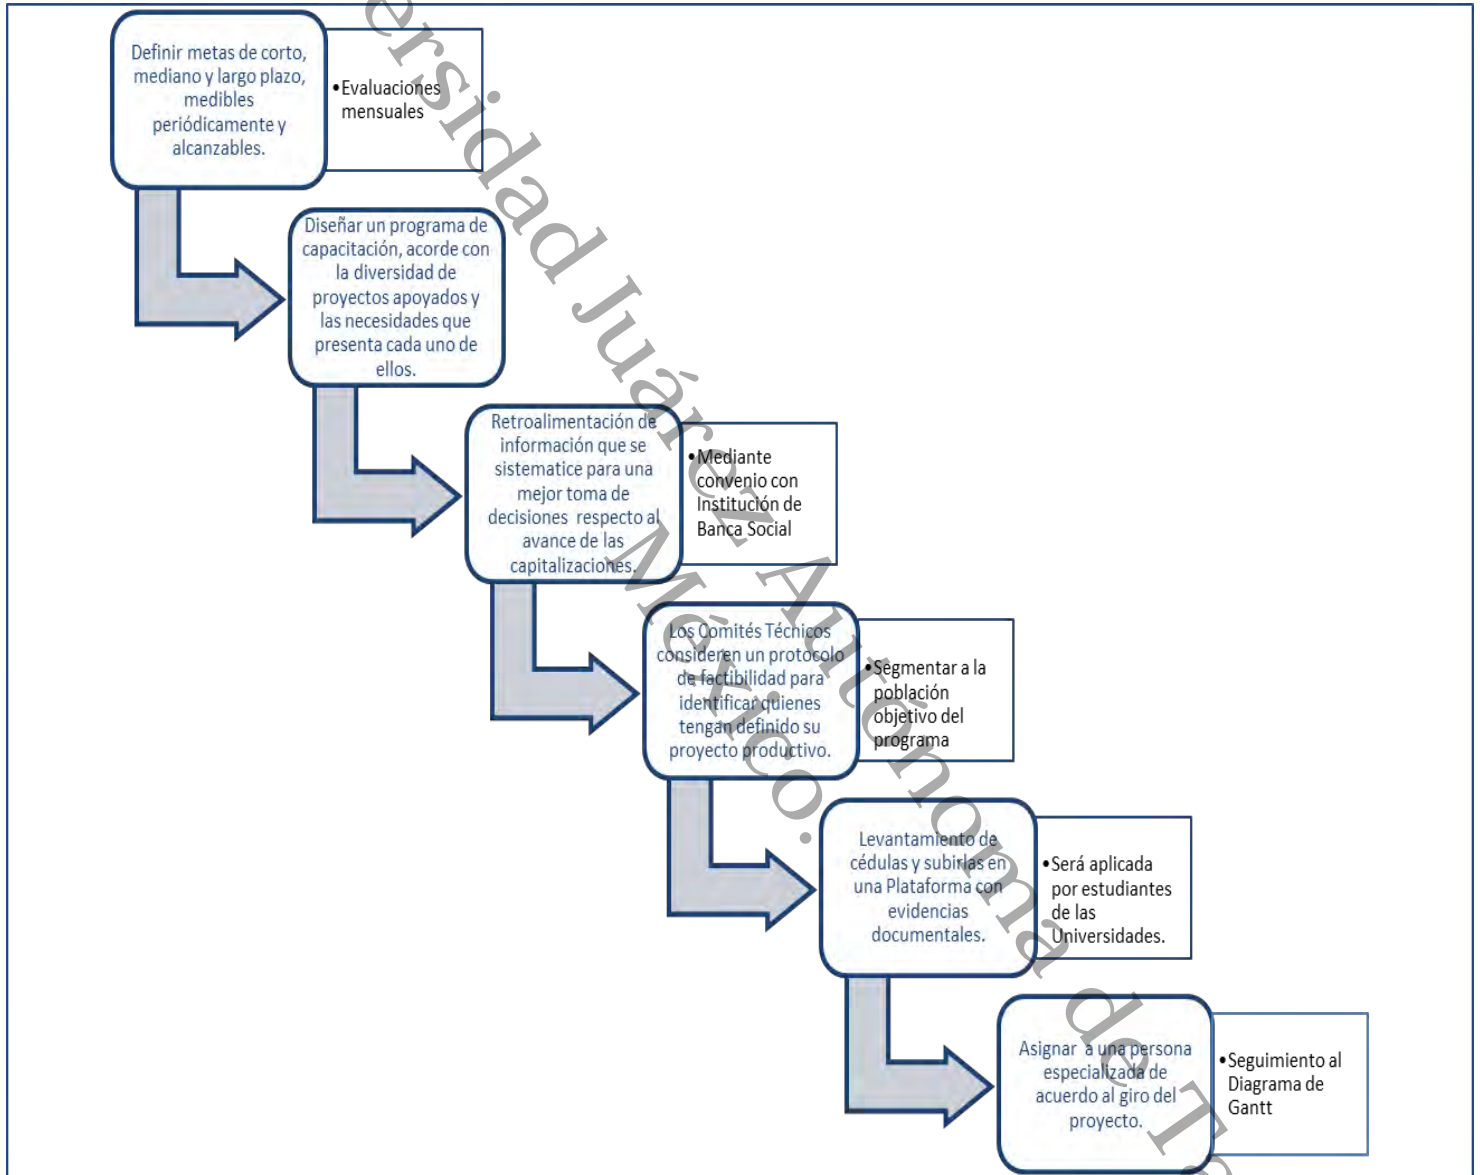 Definir metas de corto,
mediano y largo plazo,
medibles
periódicamente y
alcanzables.
•Evaluaciones
mensuales
Diseñar un programa de
capacitación, acorde con
la diversidad de
proyectos apoyados y
las necesidades que
presenta cada uno de
ellos.
Retroalimentación de
información que se
sistematice para una
mejor toma de
decisiones respecto al
avance de las
capitalizaciones.
•Mediante
convenio con
Institución de
Banca Social
Los Comités Técnicos
consideren un protocolo
de factibilidad para
identificar quienes
tengan definido su
proyecto productivo.
•Segmentar a la
población
objetivo del
programa
Levantamiento de
cédulas y subirlas en
una Plataforma con
evidencias
documentales.
•Será aplicada
por estudiantes
de las
Universidades.
Asignar a una persona
especializada de
acuerdo al giro del
proyecto.
•Seguimiento al
Diagrama de
Gantt
Juárez Autónoma de
México.